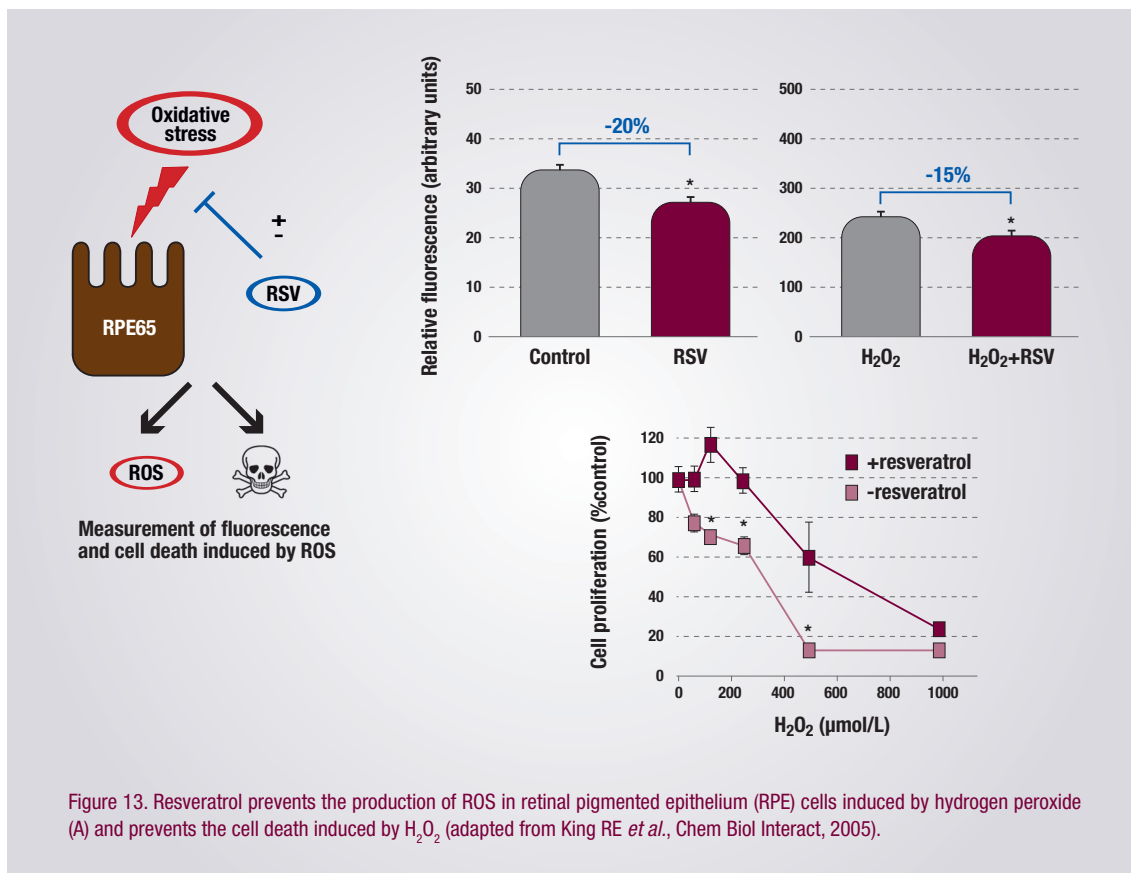 Oxidative
stress
+
-
RSV
RPE65
ROS
Measurement of fluorescence
and cell death induced by ROS
Relative fluorescence (arbitrary units)
50
40
30
20
10
0
-20%
*
Control
RSV
500
400
300
200
100
0
-15%
*
H₂O₂
H₂O₂+RSV
Cell proliferation (%control)
120
100
80
60
40
20
0
+resveratrol
-resveratrol
*
*
*
0
200
400
600
800
1000
H₂O₂ (µmol/L)
Figure 13. Resveratrol prevents the production of ROS in retinal pigmented epithelium (RPE) cells induced by hydrogen peroxide
(A) and prevents the cell death induced by H₂O₂ (adapted from King RE et al., Chem Biol Interact, 2005).